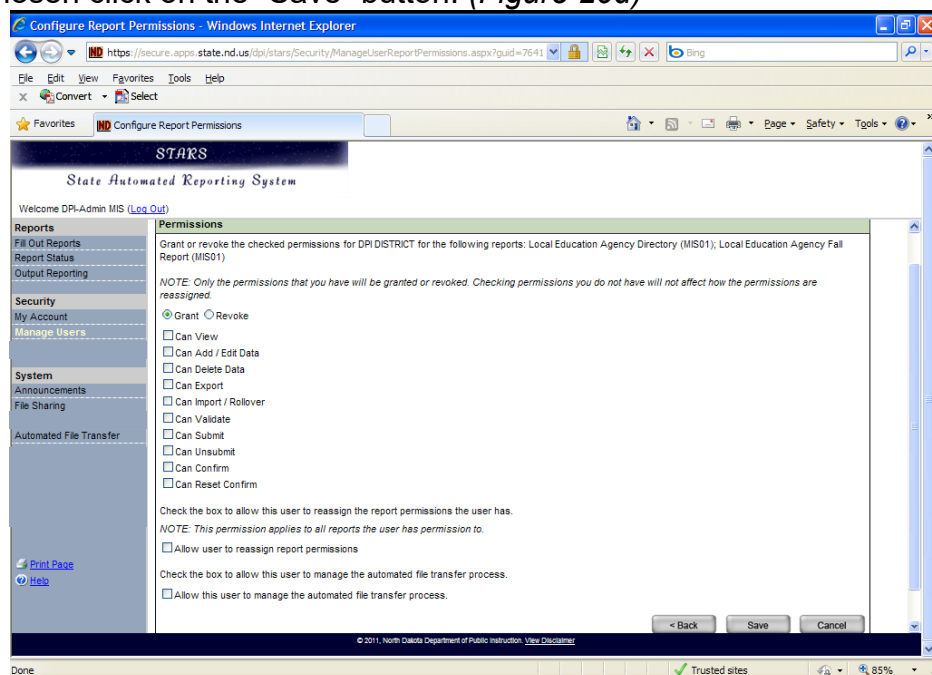 lesson click on the "Save" button. (Figure 26d)
Configure Report Permissions - Windows Internet Explorer
https://secure.apps.state.nd.us/dpi/stars/Security/ManageUserReportPermissions.aspx?guid=7641
Bing
File Edit View Favorites Tools Help
x Convert Select
Favorites ND Configure Report Permissions Page Safety Tools
STARS
State Automated Reporting System
Welcome DPI-Admin MIS (Log Out)
Reports
Fill Out Reports
Report Status
Output Reporting
Security
My Account
Manage Users
System
Announcements
File Sharing
Automated File Transfer
Print Page
Help
Permissions
Grant or revoke the checked permissions for DPI DISTRICT for the following reports: Local Education Agency Directory (MIS01); Local Education Agency Fall
Report (MIS01)
NOTE: Only the permissions that you have will be granted or revoked. Checking permissions you do not have will not affect how the permissions are
reassigned.
Grant Revoke
Can View
Can Add / Edit Data
Can Delete Data
Can Export
Can Import / Rollover
Can Validate
Can Submit
Can Unsubmit
Can Confirm
Can Reset Confirm
Check the box to allow this user to reassign the report permissions the user has.
NOTE: This permission applies to all reports the user has permission to.
Allow user to reassign report permissions
Check the box to allow this user to manage the automated file transfer process.
Allow this user to manage the automated file transfer process.
< Back Save Cancel
© 2011, North Dakota Department of Public Instruction. View Disclaimer
Done Trusted sites 85%